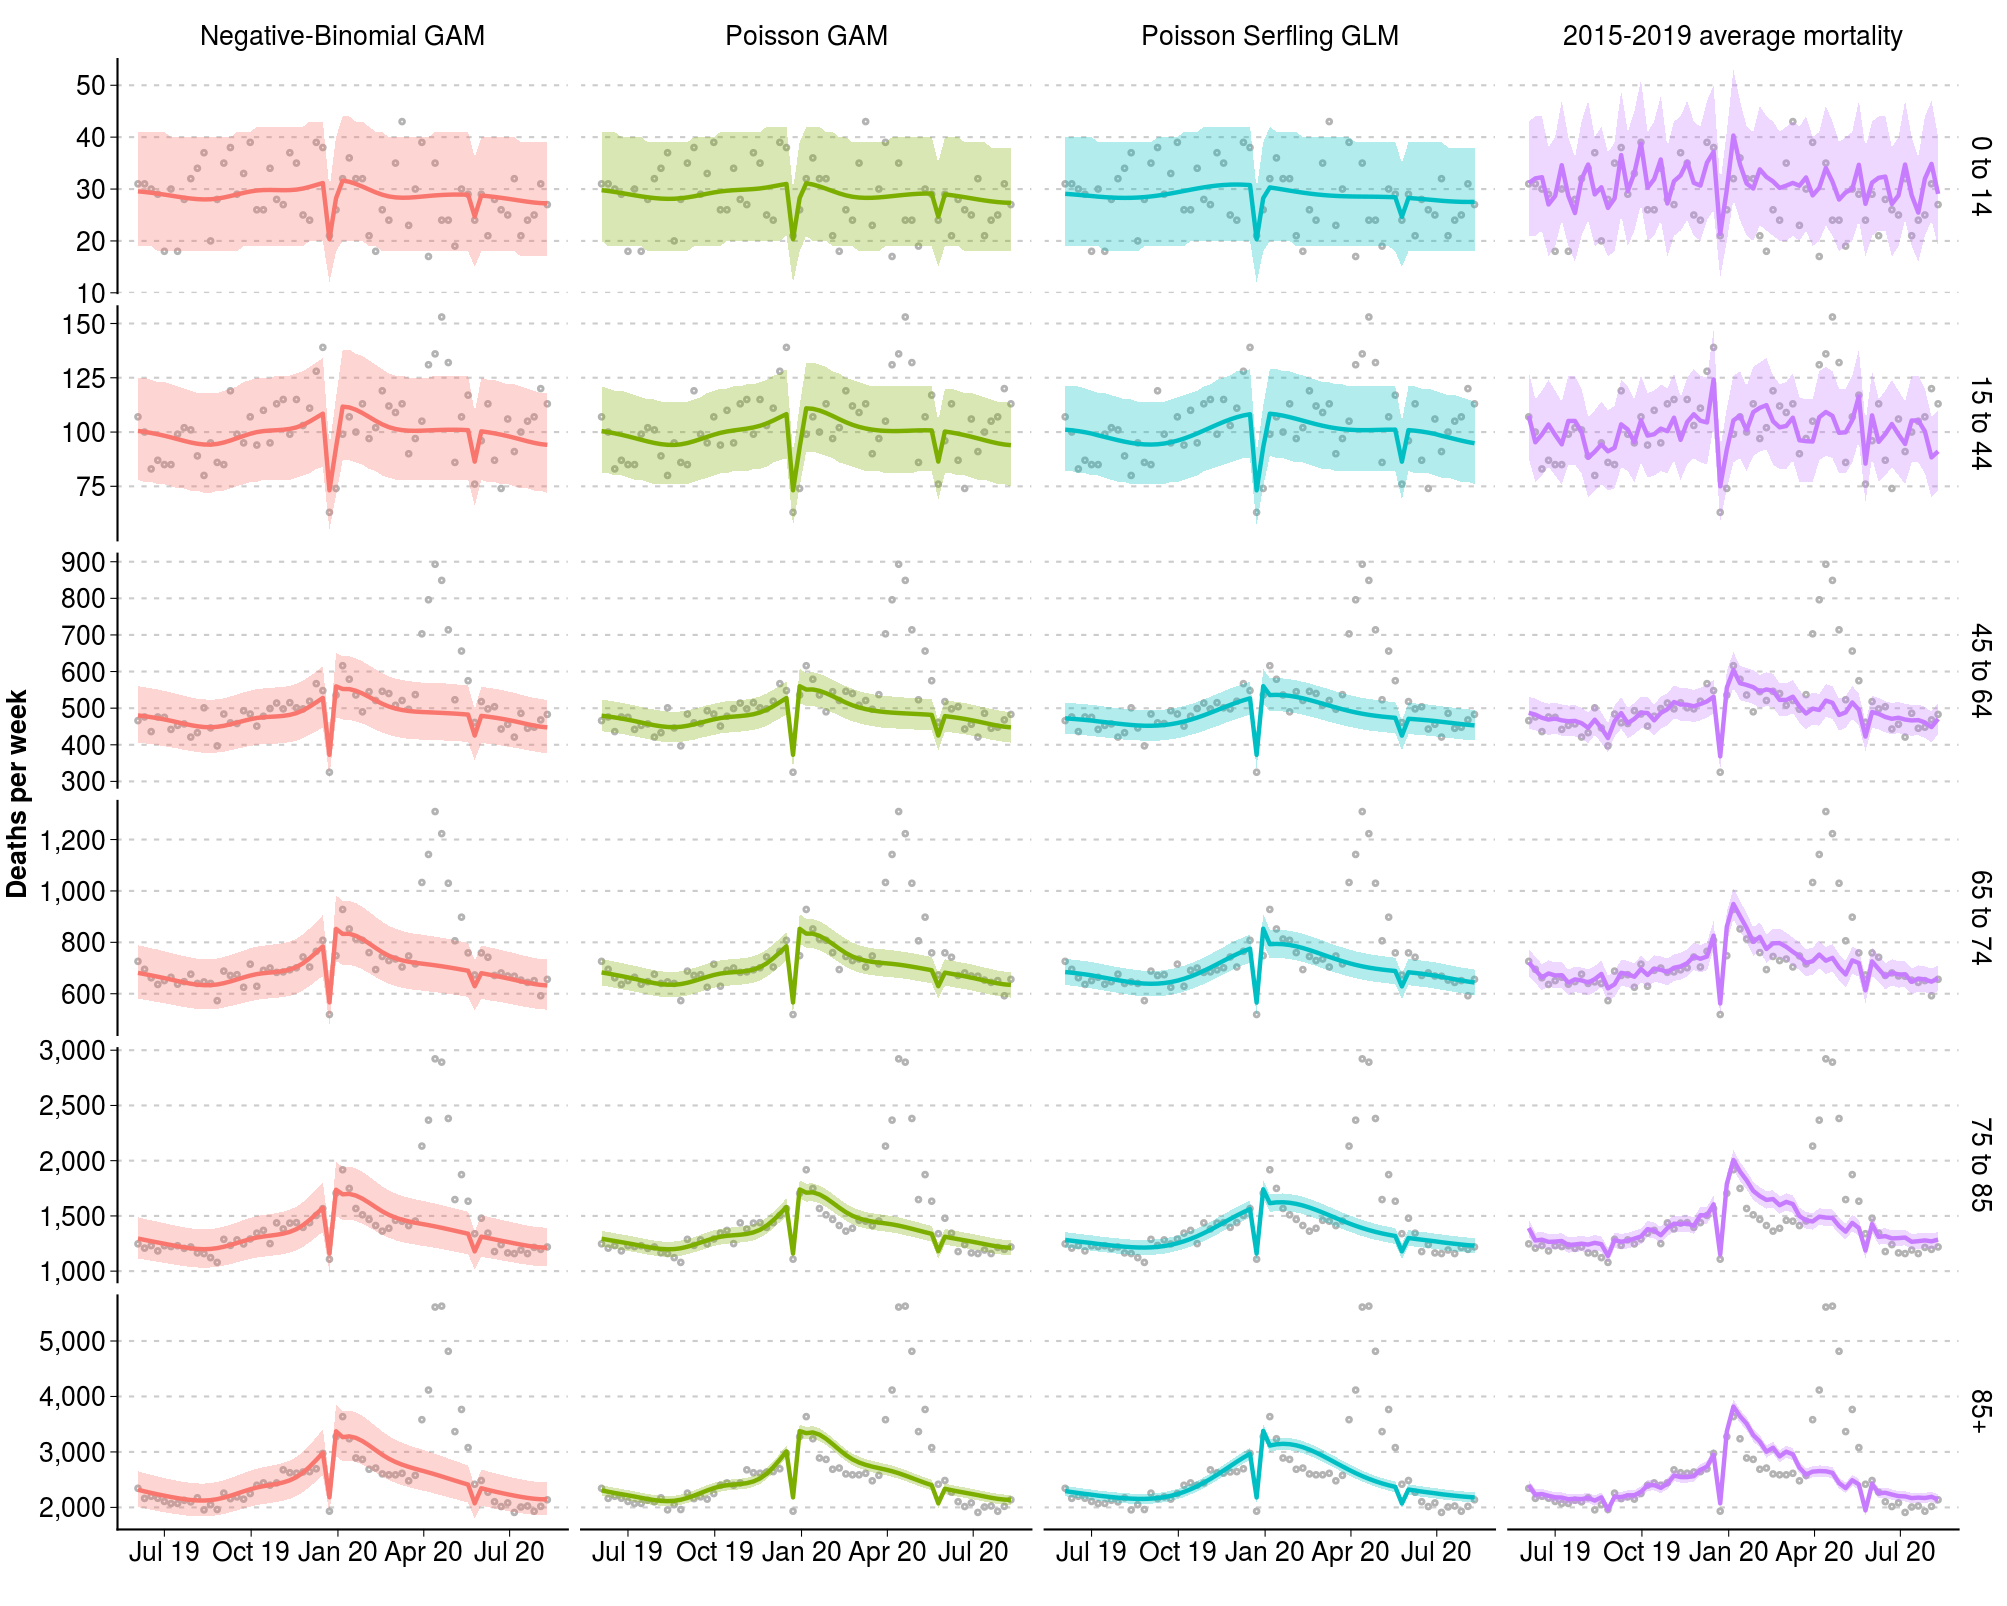 Negative-Binomial GAM
Poisson GAM
Poisson Serfling GLM
2015-2019 average mortality
Deaths per week
50
40
30
20
10
0 to 14
150
125
100
75
15 to 44
900
800
700
600
500
400
300
45 to 64
1,200
1,000
800
600
65 to 74
3,000
2,500
2,000
1,500
1,000
75 to 85
5,000
4,000
3,000
2,000
85+
Jul 19 Oct 19 Jan 20 Apr 20 Jul 20
Jul 19 Oct 19 Jan 20 Apr 20 Jul 20
Jul 19 Oct 19 Jan 20 Apr 20 Jul 20
Jul 19 Oct 19 Jan 20 Apr 20 Jul 20